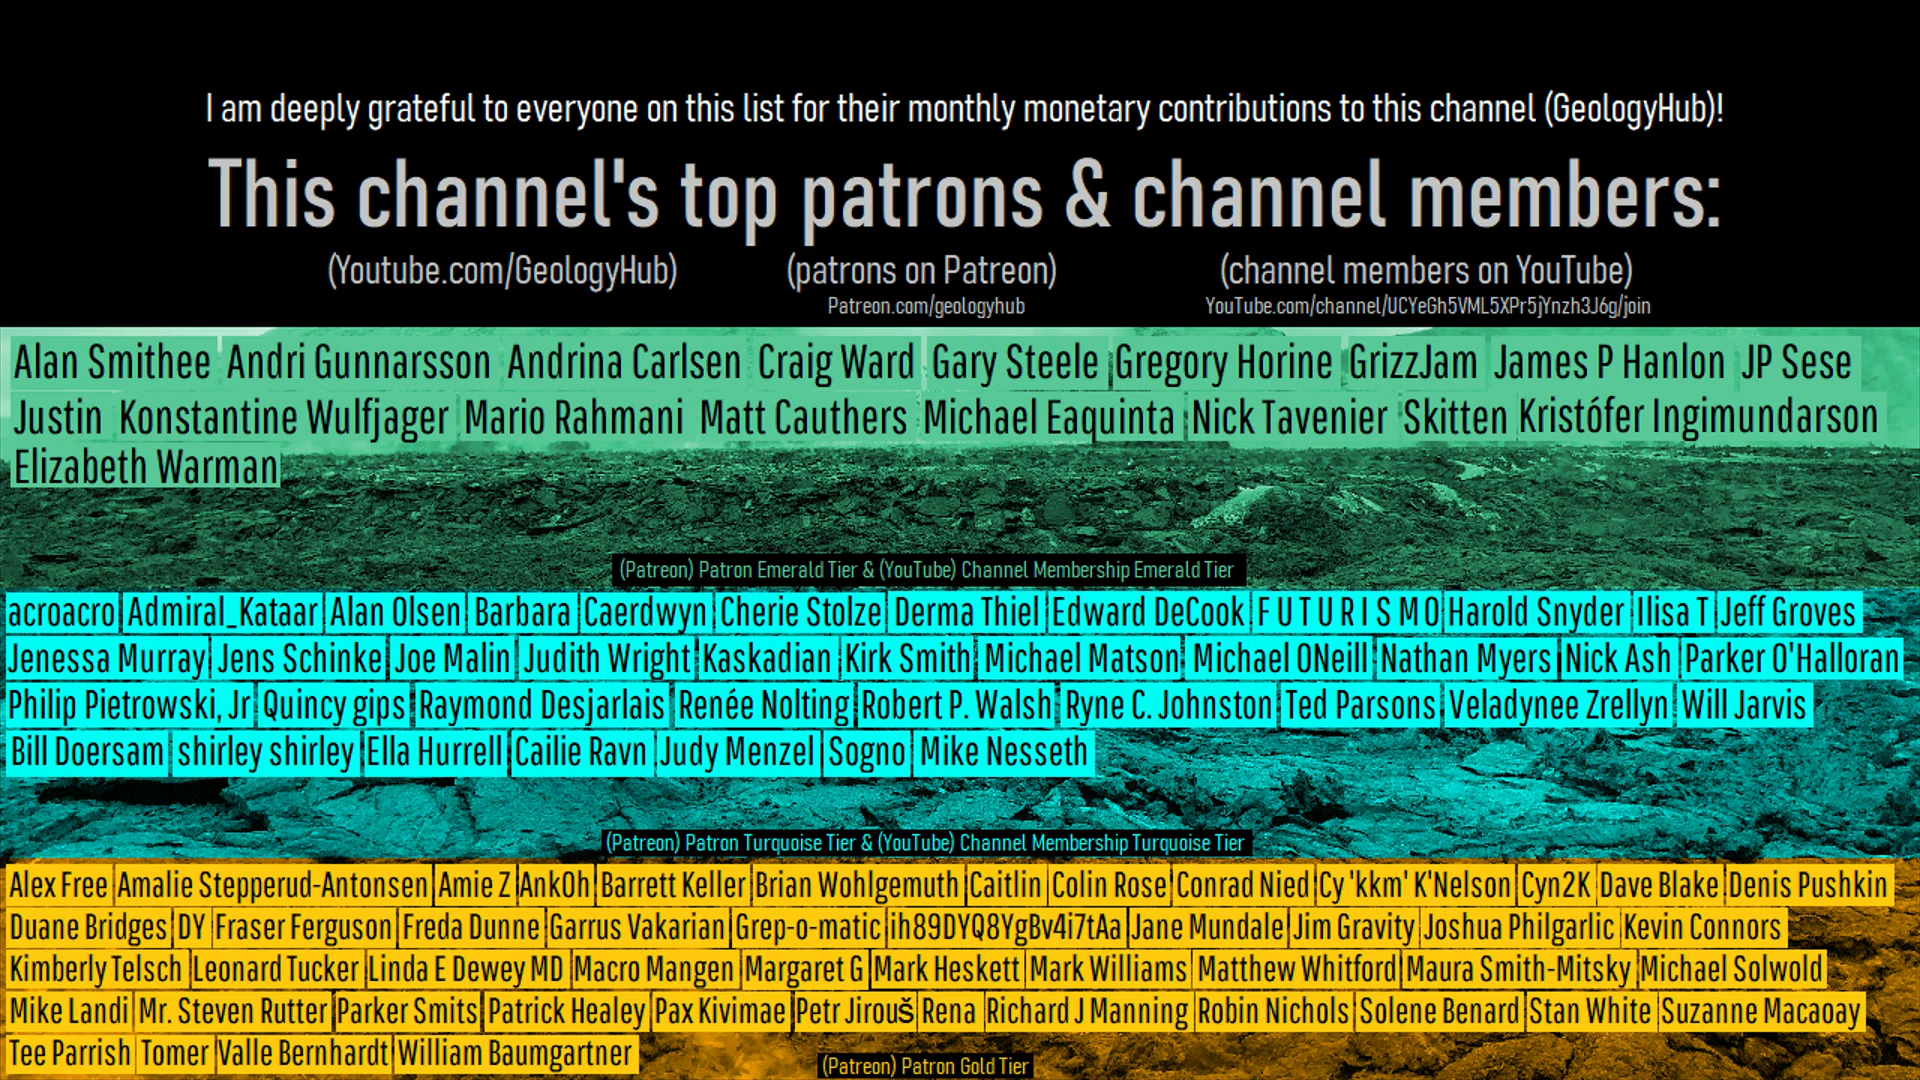 I am deeply grateful to everyone on this list for their monthly monetary contributions to this channel (GeologyHub)!
This channel's top patrons & channel members:
(Youtube.com/GeologyHub) (patrons on Patreon) (channel members on YouTube)
Patreon.com/geologyhub YouTube.com/channel/UCYeGh5VML5XPr5jYnzh3J6g/join
Alan Smithee Andri Gunnarsson Andrina Carlsen Craig Ward Gary Steele Gregory Horine GrizzJam James P Hanlon JP Sese
Justin Konstantine Wulfjager Mario Rahmani Matt Cauthers Michael Eaquinta Nick Tavenier Skitten Kristófer Ingimundarson
Elizabeth Warman
(Patreon) Patron Emerald Tier & (YouTube) Channel Membership Emerald Tier
acroacro Admiral_Kataar Alan Olsen Barbara Caerdwyn Cherie Stolze Derma Thiel Edward DeCook F U T U R I S M O Harold Snyder Ilisa T Jeff Groves
Jenessa Murray Jens Schinke Joe Malin Judith Wright Kaskadian Kirk Smith Michael Matson Michael ONeill Nathan Myers Nick Ash Parker O'Halloran
Philip Pietrowski, Jr Quincy gips Raymond Desjarlais Renée Nolting Robert P. Walsh Ryne C. Johnston Ted Parsons Veladynee Zrellyn Will Jarvis
Bill Doersam shirley shirley Ella Hurrell Cailie Ravn Judy Menzel Sogno Mike Nesseth
(Patreon) Patron Turquoise Tier & (YouTube) Channel Membership Turquoise Tier
Alex Free Amalie Stepperud-Antonsen Amie Z AnkOh Barrett Keller Brian Wohlgemuth Caitlin Colin Rose Conrad Nied Cy 'kkm' K'Nelson Cyn2K Dave Blake Denis Pushkin
Duane Bridges DY Fraser Ferguson Freda Dunne Garrus Vakarian Grep-o-matic ih89DYQ8YgBv4i7tAa Jane Mundale Jim Gravity Joshua Philgarlic Kevin Connors
Kimberly Telsch Leonard Tucker Linda E Dewey MD Macro Mangen Margaret G Mark Heskett Mark Williams Matthew Whitford Maura Smith-Mitsky Michael Solwold
Mike Landi Mr. Steven Rutter Parker Smits Patrick Healey Pax Kivimae Petr Jirouš Rena Richard J Manning Robin Nichols Solene Benard Stan White Suzanne Macaoay
Tee Parrish Tomer Valle Bernhardt William Baumgartner
(Patreon) Patron Gold Tier